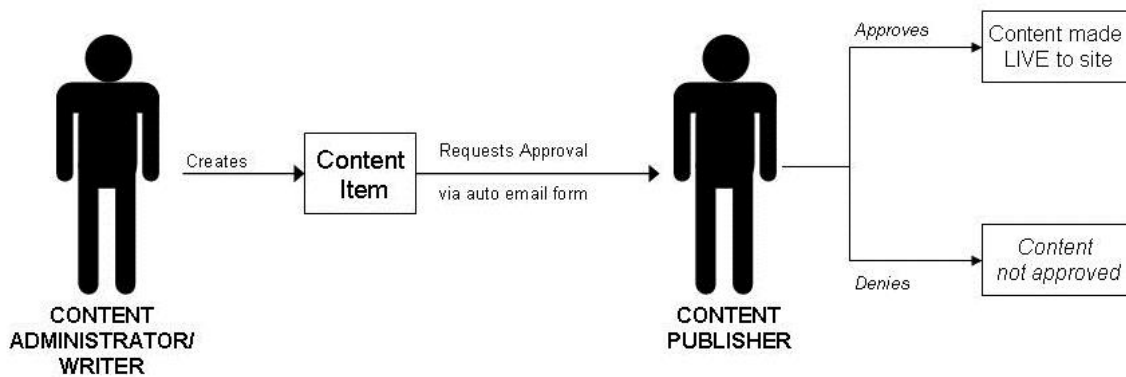 Approves
Content made
LIVE to site
Creates
Content
Item
Requests Approval
via auto email form
Content
not approved
Denies
CONTENT
ADMINISTRATOR/
WRITER
CONTENT
PUBLISHER